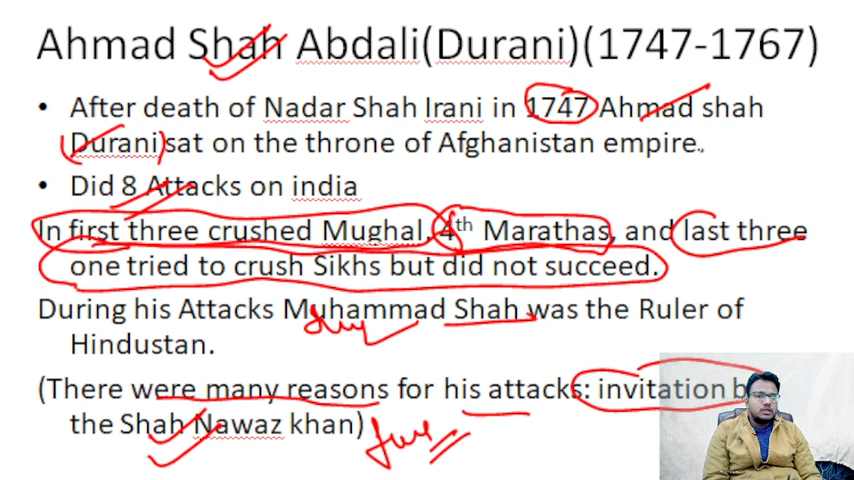 Ahmad Shah Abdali(Durani)(1747-1767)
• After death of Nadar Shah Irani in 1747 Ahmad shah
Durani sat on the throne of Afghanistan empire.
• Did 8 Attacks on india
In first three crushed Mughal, 4th Marathas, and last three
one tried to crush Sikhs but did not succeed.
During his Attacks Muhammad Shah was the Ruler of
Hindustan.
(There were many reasons for his attacks: invitation b
the Shah Nawaz khan)